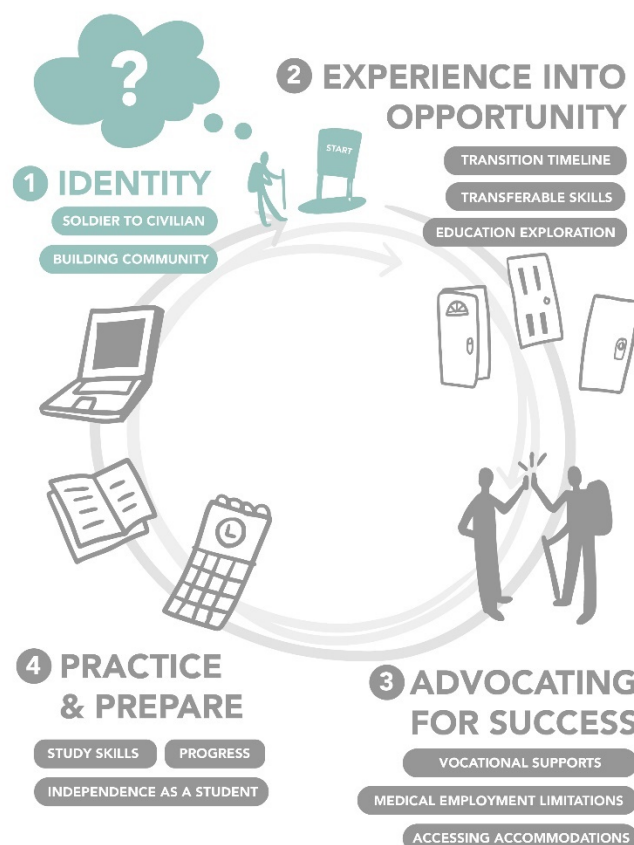 ?
1 IDENTITY
SOLDIER TO CIVILIAN
BUILDING COMMUNITY
START
2 EXPERIENCE INTO
OPPORTUNITY
TRANSITION TIMELINE
TRANSFERABLE SKILLS
EDUCATION EXPLORATION
3 ADVOCATING
FOR SUCCESS
VOCATIONAL SUPPORTS
MEDICAL EMPLOYMENT LIMITATIONS
ACCESSING ACCOMMODATIONS
4 PRACTICE
& PREPARE
STUDY SKILLS PROGRESS
INDEPENDENCE AS A STUDENT